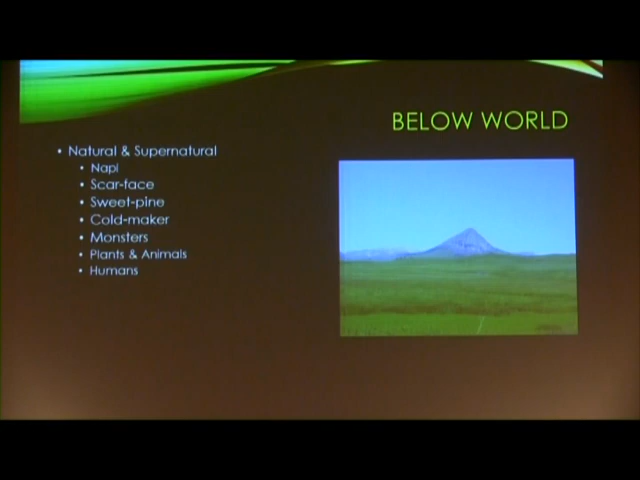 BELOW WORLD
• Natural & Supernatural
• Napi
• Scar-face
• Sweet-pine
• Cold-maker
• Monsters
• Plants & Animals
• Humans